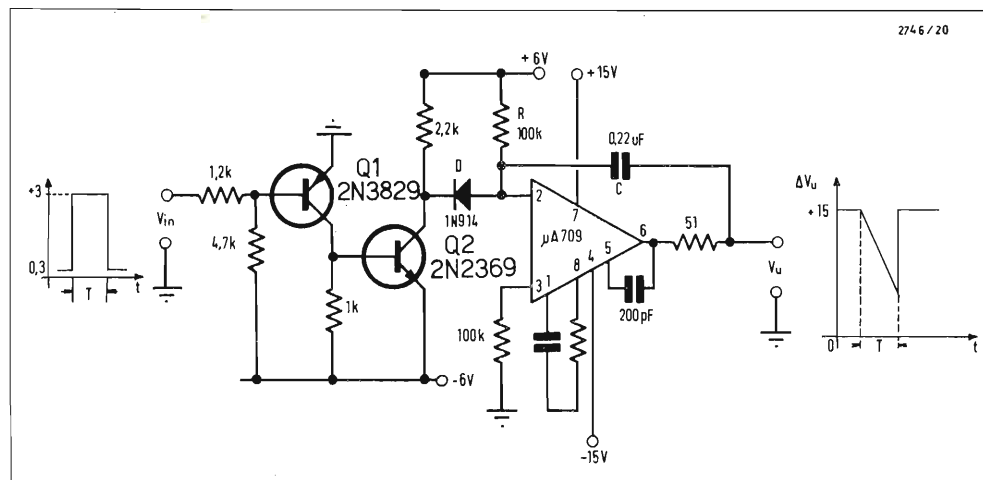 2746/20
+6V
+15V
R
100k
2,2k
0,22uF
C
1,2k
Q1
2N3829
D
1N914
2
7
μA709
6
51
ΔVu
+15
+3
Vin
0,3
T
t
4,7k
Q2
2N2369
3
1
8
4
5
1k
100k
200pF
Vu
0
T
t
-6V
-15V